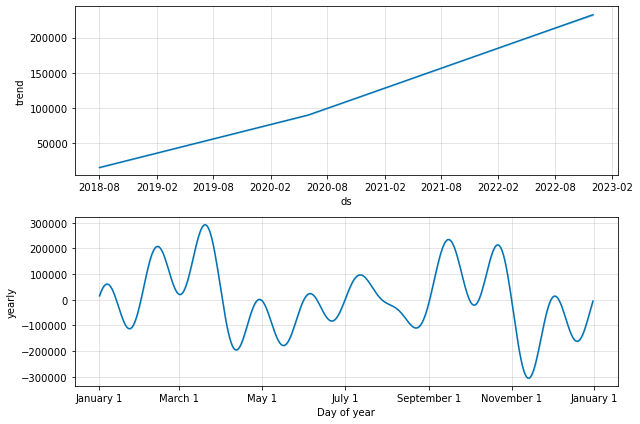 200000
150000
100000
50000
trend
2018-08 2019-02 2019-08 2020-02 2020-08 2021-02 2021-08 2022-02 2022-08 2023-02
ds
300000
200000
100000
0
−100000
−200000
−300000
yearly
January 1 March 1 May 1 July 1 September 1 November 1 January 1
Day of year